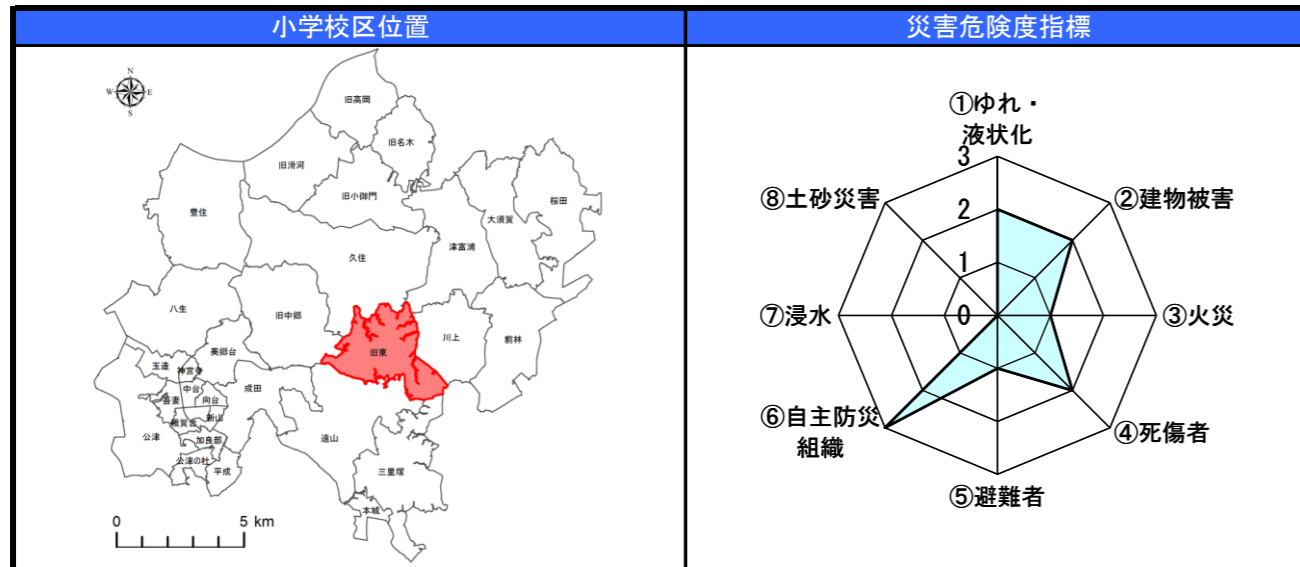 小学校区位置
災害危険度指標
N
W
E
S
旧高岡
旧名木
旧滑河
旧小御門
豊住
桜田
大須賀
津富浦
久住
八生
旧中郷
川上
前林
旧東
美郷台
玉造
神宮寺
成田
中台
吾妻
向台
新山
橋賀台
公津
加良部
遠山
公津の杜
平成
三里塚
本城
0
5 km
①ゆれ・
液状化
3
⑧土砂災害
②建物被害
2
1
⑦浸水
0
③火災
⑥自主防災
組織
④死傷者
⑤避難者